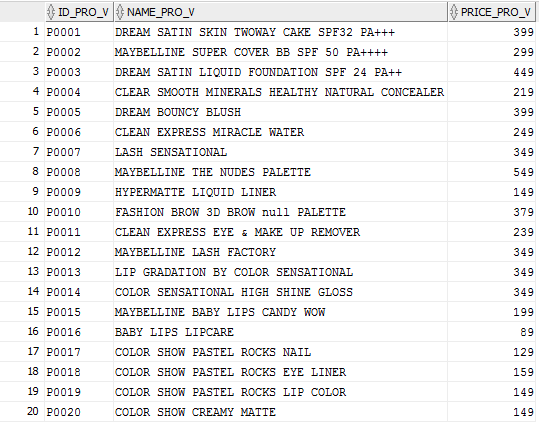 ID_PRO_V NAME_PRO_V PRICE_PRO_V
1 P0001 DREAM SATIN SKIN TWOWAY CAKE SPF32 PA+++ 399
2 P0002 MAYBELLINE SUPER COVER BB SPF 50 PA++++ 299
3 P0003 DREAM SATIN LIQUID FOUNDATION SPF 24 PA++ 449
4 P0004 CLEAR SMOOTH MINERALS HEALTHY NATURAL CONCEALER 219
5 P0005 DREAM BOUNCY BLUSH 399
6 P0006 CLEAN EXPRESS MIRACLE WATER 249
7 P0007 LASH SENSATIONAL 349
8 P0008 MAYBELLINE THE NUDES PALETTE 549
9 P0009 HYPERMATTE LIQUID LINER 149
10 P0010 FASHION BROW 3D BROW null PALETTE 379
11 P0011 CLEAN EXPRESS EYE & MAKE UP REMOVER 239
12 P0012 MAYBELLINE LASH FACTORY 349
13 P0013 LIP GRADATION BY COLOR SENSATIONAL 349
14 P0014 COLOR SENSATIONAL HIGH SHINE GLOSS 349
15 P0015 MAYBELLINE BABY LIPS CANDY WOW 199
16 P0016 BABY LIPS LIPCARE 89
17 P0017 COLOR SHOW PASTEL ROCKS NAIL 129
18 P0018 COLOR SHOW PASTEL ROCKS EYE LINER 159
19 P0019 COLOR SHOW PASTEL ROCKS LIP COLOR 149
20 P0020 COLOR SHOW CREAMY MATTE 149